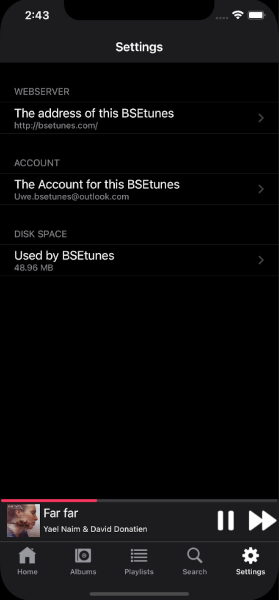 2:43
Settings
WEBSERVER
The address of this BSEtunes
http://bsetunes.com/
ACCOUNT
The Account for this BSEtunes
Uwe.bsetunes@outlook.com
DISK SPACE
Used by BSEtunes
48.96 MB
Far far
Yael Naim & David Donatien
Home Albums Playlists Search Settings